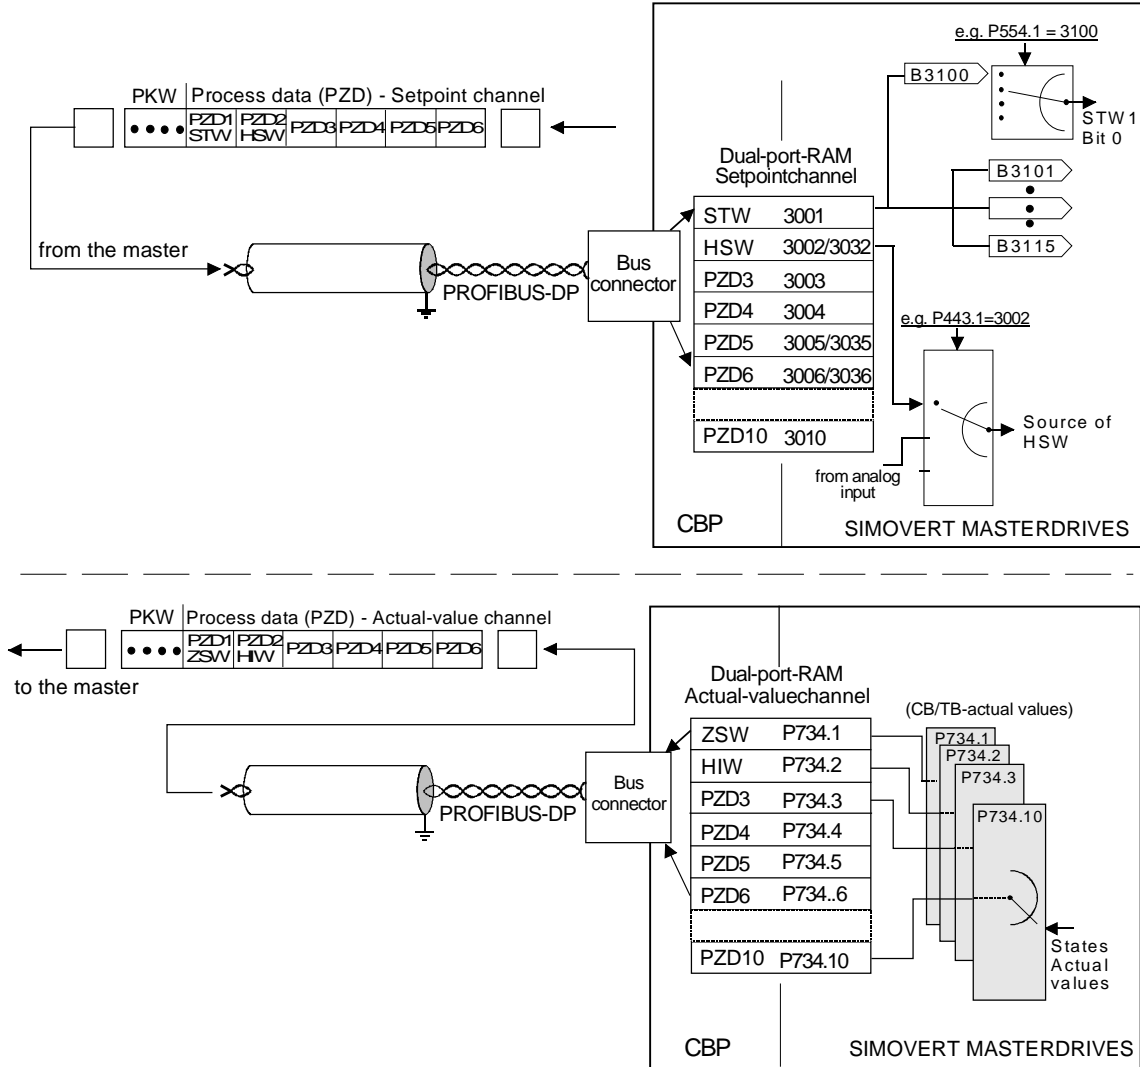 e.g. P554.1 = 3100
B3100
STW1
Bit 0
PKW Process data (PZD) - Setpoint channel
PZD1 STW PZD2 HSW PZD3 PZD4 PZD5 PZD6
Dual-port-RAM
Setpointchannel
B3101
B3115
STW 3001
HSW 3002/3032
PZD3 3003
PZD4 3004
PZD5 3005/3035
PZD6 3006/3036
PZD10 3010
from the master
PROFIBUS-DP
Bus
connector
e.g. P443.1=3002
Source of
HSW
from analog
input
CBP
SIMOVERT MASTERDRIVES
PKW Process data (PZD) - Actual-value channel
PZD1 ZSW PZD2 HIW PZD3 PZD4 PZD5 PZD6
to the master
Dual-port-RAM
Actual-valuechannel
(CB/TB-actual values)
ZSW P734.1
HIW P734.2
PZD3 P734.3
PZD4 P734.4
PZD5 P734.5
PZD6 P734..6
PZD10 P734.10
PROFIBUS-DP
Bus
connector
P734.1
P734.2
P734.3
P734.10
States
Actual
values
CBP
SIMOVERT MASTERDRIVES